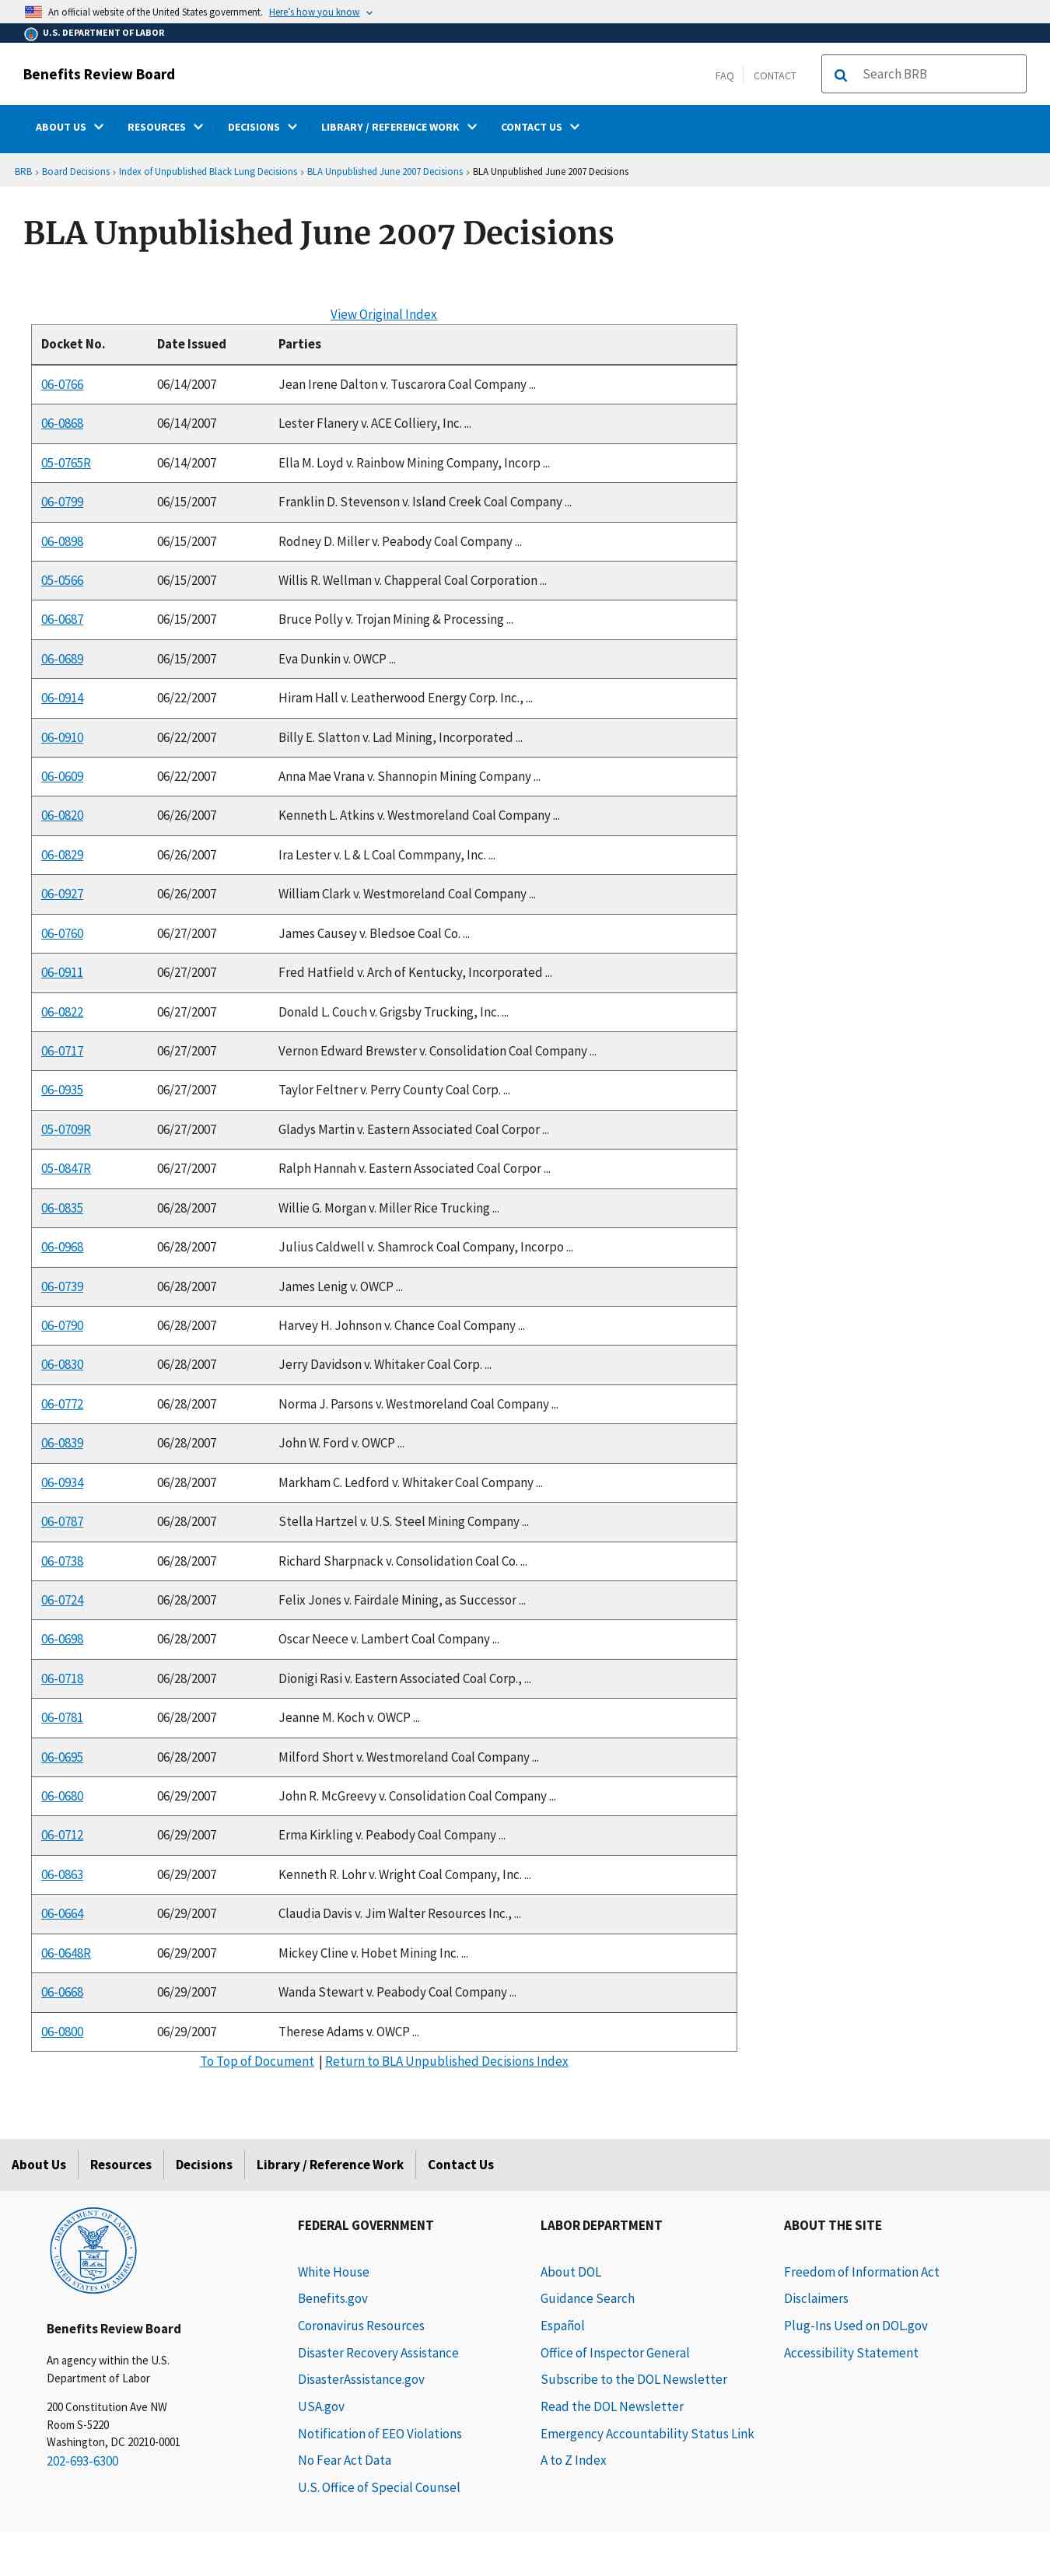 An official website of the United States government. Here's how you know
U.S. DEPARTMENT OF LABOR
Benefits Review Board
FAQ CONTACT Search BRB
ABOUT US RESOURCES DECISIONS LIBRARY / REFERENCE WORK CONTACT US
BRB › Board Decisions › Index of Unpublished Black Lung Decisions › BLA Unpublished June 2007 Decisions › BLA Unpublished June 2007 Decisions
BLA Unpublished June 2007 Decisions
View Original Index
Docket No. Date Issued Parties
06-0766 06/14/2007 Jean Irene Dalton v. Tuscarora Coal Company ...
06-0868 06/14/2007 Lester Flanery v. ACE Colliery, Inc. ...
05-0765R 06/14/2007 Ella M. Loyd v. Rainbow Mining Company, Incorp ...
06-0799 06/15/2007 Franklin D. Stevenson v. Island Creek Coal Company ...
06-0898 06/15/2007 Rodney D. Miller v. Peabody Coal Company ...
05-0566 06/15/2007 Willis R. Wellman v. Chapperal Coal Corporation ...
06-0687 06/15/2007 Bruce Polly v. Trojan Mining & Processing ...
06-0689 06/15/2007 Eva Dunkin v. OWCP ...
06-0914 06/22/2007 Hiram Hall v. Leatherwood Energy Corp. Inc., ...
06-0910 06/22/2007 Billy E. Slatton v. Lad Mining, Incorporated ...
06-0609 06/22/2007 Anna Mae Vrana v. Shannopin Mining Company ...
06-0820 06/26/2007 Kenneth L. Atkins v. Westmoreland Coal Company ...
06-0829 06/26/2007 Ira Lester v. L & L Coal Commpany, Inc. ...
06-0927 06/26/2007 William Clark v. Westmoreland Coal Company ...
06-0760 06/27/2007 James Causey v. Bledsoe Coal Co. ...
06-0911 06/27/2007 Fred Hatfield v. Arch of Kentucky, Incorporated ...
06-0822 06/27/2007 Donald L. Couch v. Grigsby Trucking, Inc. ...
06-0717 06/27/2007 Vernon Edward Brewster v. Consolidation Coal Company ...
06-0935 06/27/2007 Taylor Feltner v. Perry County Coal Corp. ...
05-0709R 06/27/2007 Gladys Martin v. Eastern Associated Coal Corpor ...
05-0847R 06/27/2007 Ralph Hannah v. Eastern Associated Coal Corpor ...
06-0835 06/28/2007 Willie G. Morgan v. Miller Rice Trucking ...
06-0968 06/28/2007 Julius Caldwell v. Shamrock Coal Company, Incorpo ...
06-0739 06/28/2007 James Lenig v. OWCP ...
06-0790 06/28/2007 Harvey H. Johnson v. Chance Coal Company ...
06-0830 06/28/2007 Jerry Davidson v. Whitaker Coal Corp. ...
06-0772 06/28/2007 Norma J. Parsons v. Westmoreland Coal Company ...
06-0839 06/28/2007 John W. Ford v. OWCP ...
06-0934 06/28/2007 Markham C. Ledford v. Whitaker Coal Company ...
06-0787 06/28/2007 Stella Hartzel v. U.S. Steel Mining Company ...
06-0738 06/28/2007 Richard Sharpnack v. Consolidation Coal Co. ...
06-0724 06/28/2007 Felix Jones v. Fairdale Mining, as Successor ...
06-0698 06/28/2007 Oscar Neece v. Lambert Coal Company ...
06-0718 06/28/2007 Dionigi Rasi v. Eastern Associated Coal Corp., ...
06-0781 06/28/2007 Jeanne M. Koch v. OWCP ...
06-0695 06/28/2007 Milford Short v. Westmoreland Coal Company ...
06-0680 06/29/2007 John R. McGreevy v. Consolidation Coal Company ...
06-0712 06/29/2007 Erma Kirkling v. Peabody Coal Company ...
06-0863 06/29/2007 Kenneth R. Lohr v. Wright Coal Company, Inc. ...
06-0664 06/29/2007 Claudia Davis v. Jim Walter Resources Inc., ...
06-0648R 06/29/2007 Mickey Cline v. Hobet Mining Inc. ...
06-0668 06/29/2007 Wanda Stewart v. Peabody Coal Company ...
06-0800 06/29/2007 Therese Adams v. OWCP ...
To Top of Document | Return to BLA Unpublished Decisions Index
About Us Resources Decisions Library / Reference Work Contact Us
DEPARTMENT OF LABOR
UNITED STATES OF AMERICA
Benefits Review Board
An agency within the U.S.
Department of Labor
200 Constitution Ave NW
Room S-5220
Washington, DC 20210-0001
202-693-6300
FEDERAL GOVERNMENT
White House
Benefits.gov
Coronavirus Resources
Disaster Recovery Assistance
DisasterAssistance.gov
USA.gov
Notification of EEO Violations
No Fear Act Data
U.S. Office of Special Counsel
LABOR DEPARTMENT
About DOL
Guidance Search
Español
Office of Inspector General
Subscribe to the DOL Newsletter
Read the DOL Newsletter
Emergency Accountability Status Link
A to Z Index
ABOUT THE SITE
Freedom of Information Act
Disclaimers
Plug-Ins Used on DOL.gov
Accessibility Statement